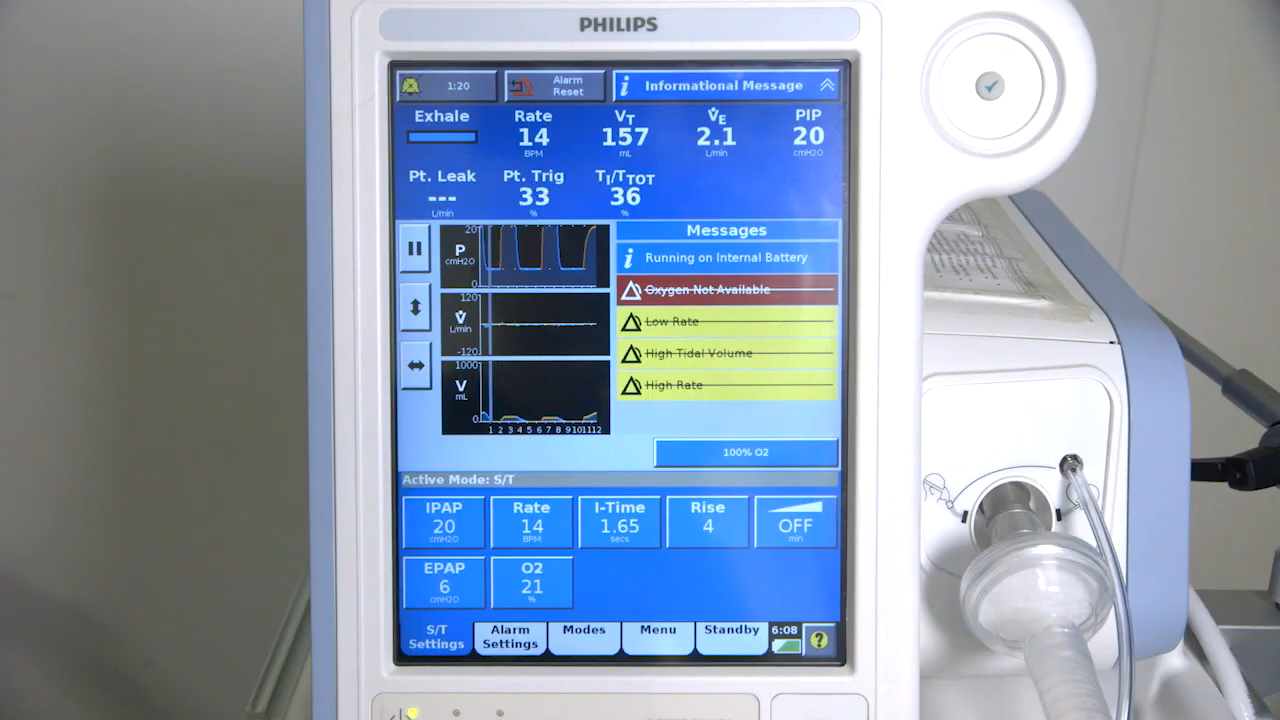 PHILIPS
1:20
Alarm
Reset
i Informational Message
Exhale
Rate
14
BPM
VT
157
mL
V̇E
2.1
L/min
PIP
20
cmH2O
Pt. Leak
---
L/min
Pt. Trig
33
%
TI/TTOT
36
%
20
P
cmH2O
0
120
V̇
L/min
-120
1000
V
mL
0
1 2 3 4 5 6 7 8 9 10 11 12
Messages
i Running on Internal Battery
Oxygen Not Available
Low Rate
High Tidal Volume
High Rate
100% O2
Active Mode: S/T
IPAP
20
cmH2O
Rate
14
BPM
I-Time
1.65
secs
Rise
4
OFF
min
EPAP
6
cmH2O
O2
21
%
S/T
Settings
Alarm
Settings
Modes
Menu
Standby
6:08
?